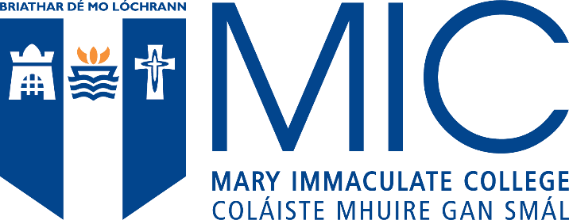 BRIATHAR DÉ MO LÓCHRANN
MIC
MARY IMMACULATE COLLEGE
COLÁISTE MHUIRE GAN SMÁL